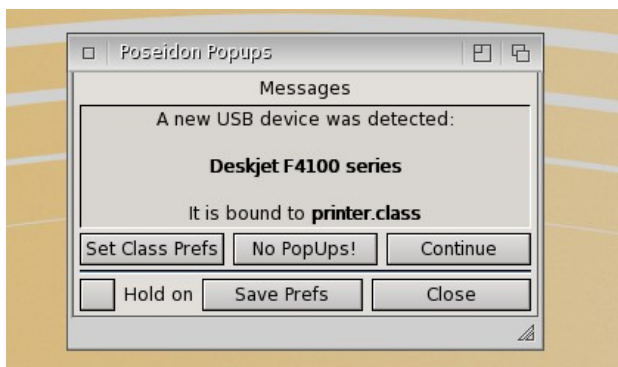 Poseidon Popups
Messages
A new USB device was detected:
Deskjet F4100 series
It is bound to printer.class
Set Class Prefs No PopUps! Continue
Hold on Save Prefs Close